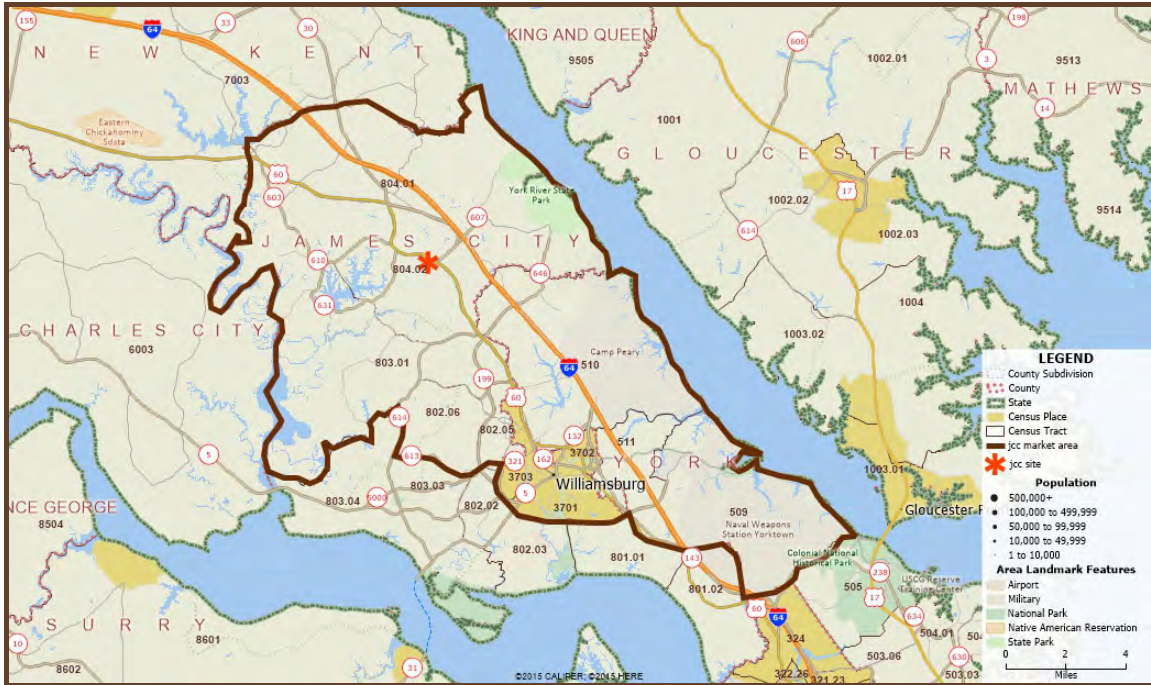 155
64
33
30
KING AND QUEEN
9505
606
1002.01
198
3
9513
N E W K E N T
7003
MATHEWS
14
Eastern
Chickahominy
Sdsta
1001
G L O U C E S T E R
60
603
804.01
York River State
Park
607
17
1002.02
614
1002.03
9514
J A M E S C I T Y
610
804.02
646
631
1004
CHARLES CITY
6003
1003.02
803.01
Camp Peary
510
64
199
60
614
802.06
802.05
132
3702
511
613
321
162
Y O R K
3703
Williamsburg
5
5
3701
1003.01
Gloucester P
NCE GEORGE
8504
803.04
5000
803.03
802.02
509
Naval Weapons
Station Yorktown
802.03
801.01
143
Colonial National
Historical Park
238
801.02
505
USCG Reserve
Training Center
17
60
64
634
504.01
504
S U R R Y
8601
324
503.06
630
10
8602
31
322.26
321.23
503.03
LEGEND
County Subdivision
County
State
Census Place
Census Tract
jcc market area
jcc site
Population
500,000+
100,000 to 499,999
50,000 to 99,999
10,000 to 49,999
1 to 10,000
Area Landmark Features
Airport
Military
National Park
Native American Reservation
State Park
0 2 4
Miles
©2015 CALIPER; ©2015 HERE